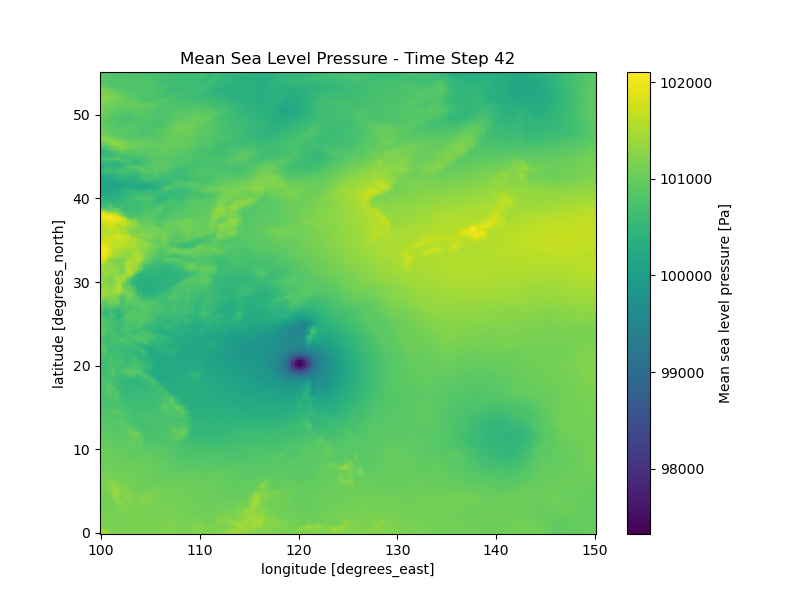 Mean Sea Level Pressure - Time Step 42
50
40
30
20
10
0
latitude [degrees_north]
100 110 120 130 140 150
longitude [degrees_east]
102000
101000
100000
99000
98000
Mean sea level pressure [Pa]